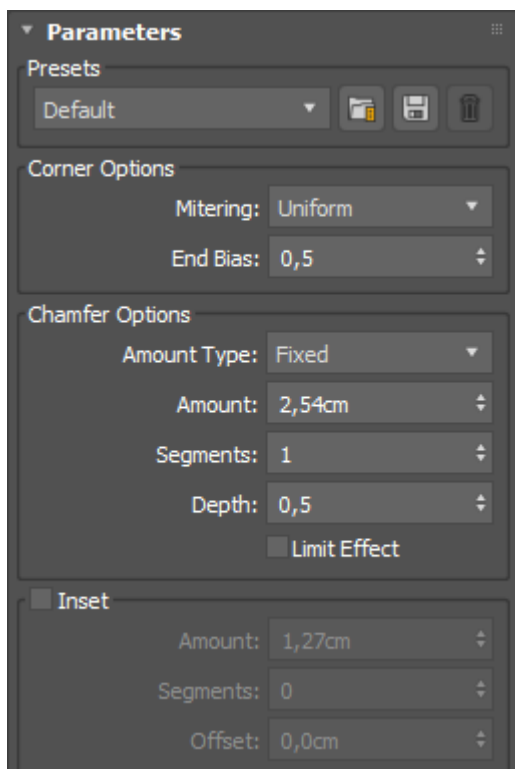 Parameters
Presets
Default
Corner Options
Mitering: Uniform
End Bias: 0,5
Chamfer Options
Amount Type: Fixed
Amount: 2,54cm
Segments: 1
Depth: 0,5
Limit Effect
Inset
Amount: 1,27cm
Segments: 0
Offset: 0,0cm